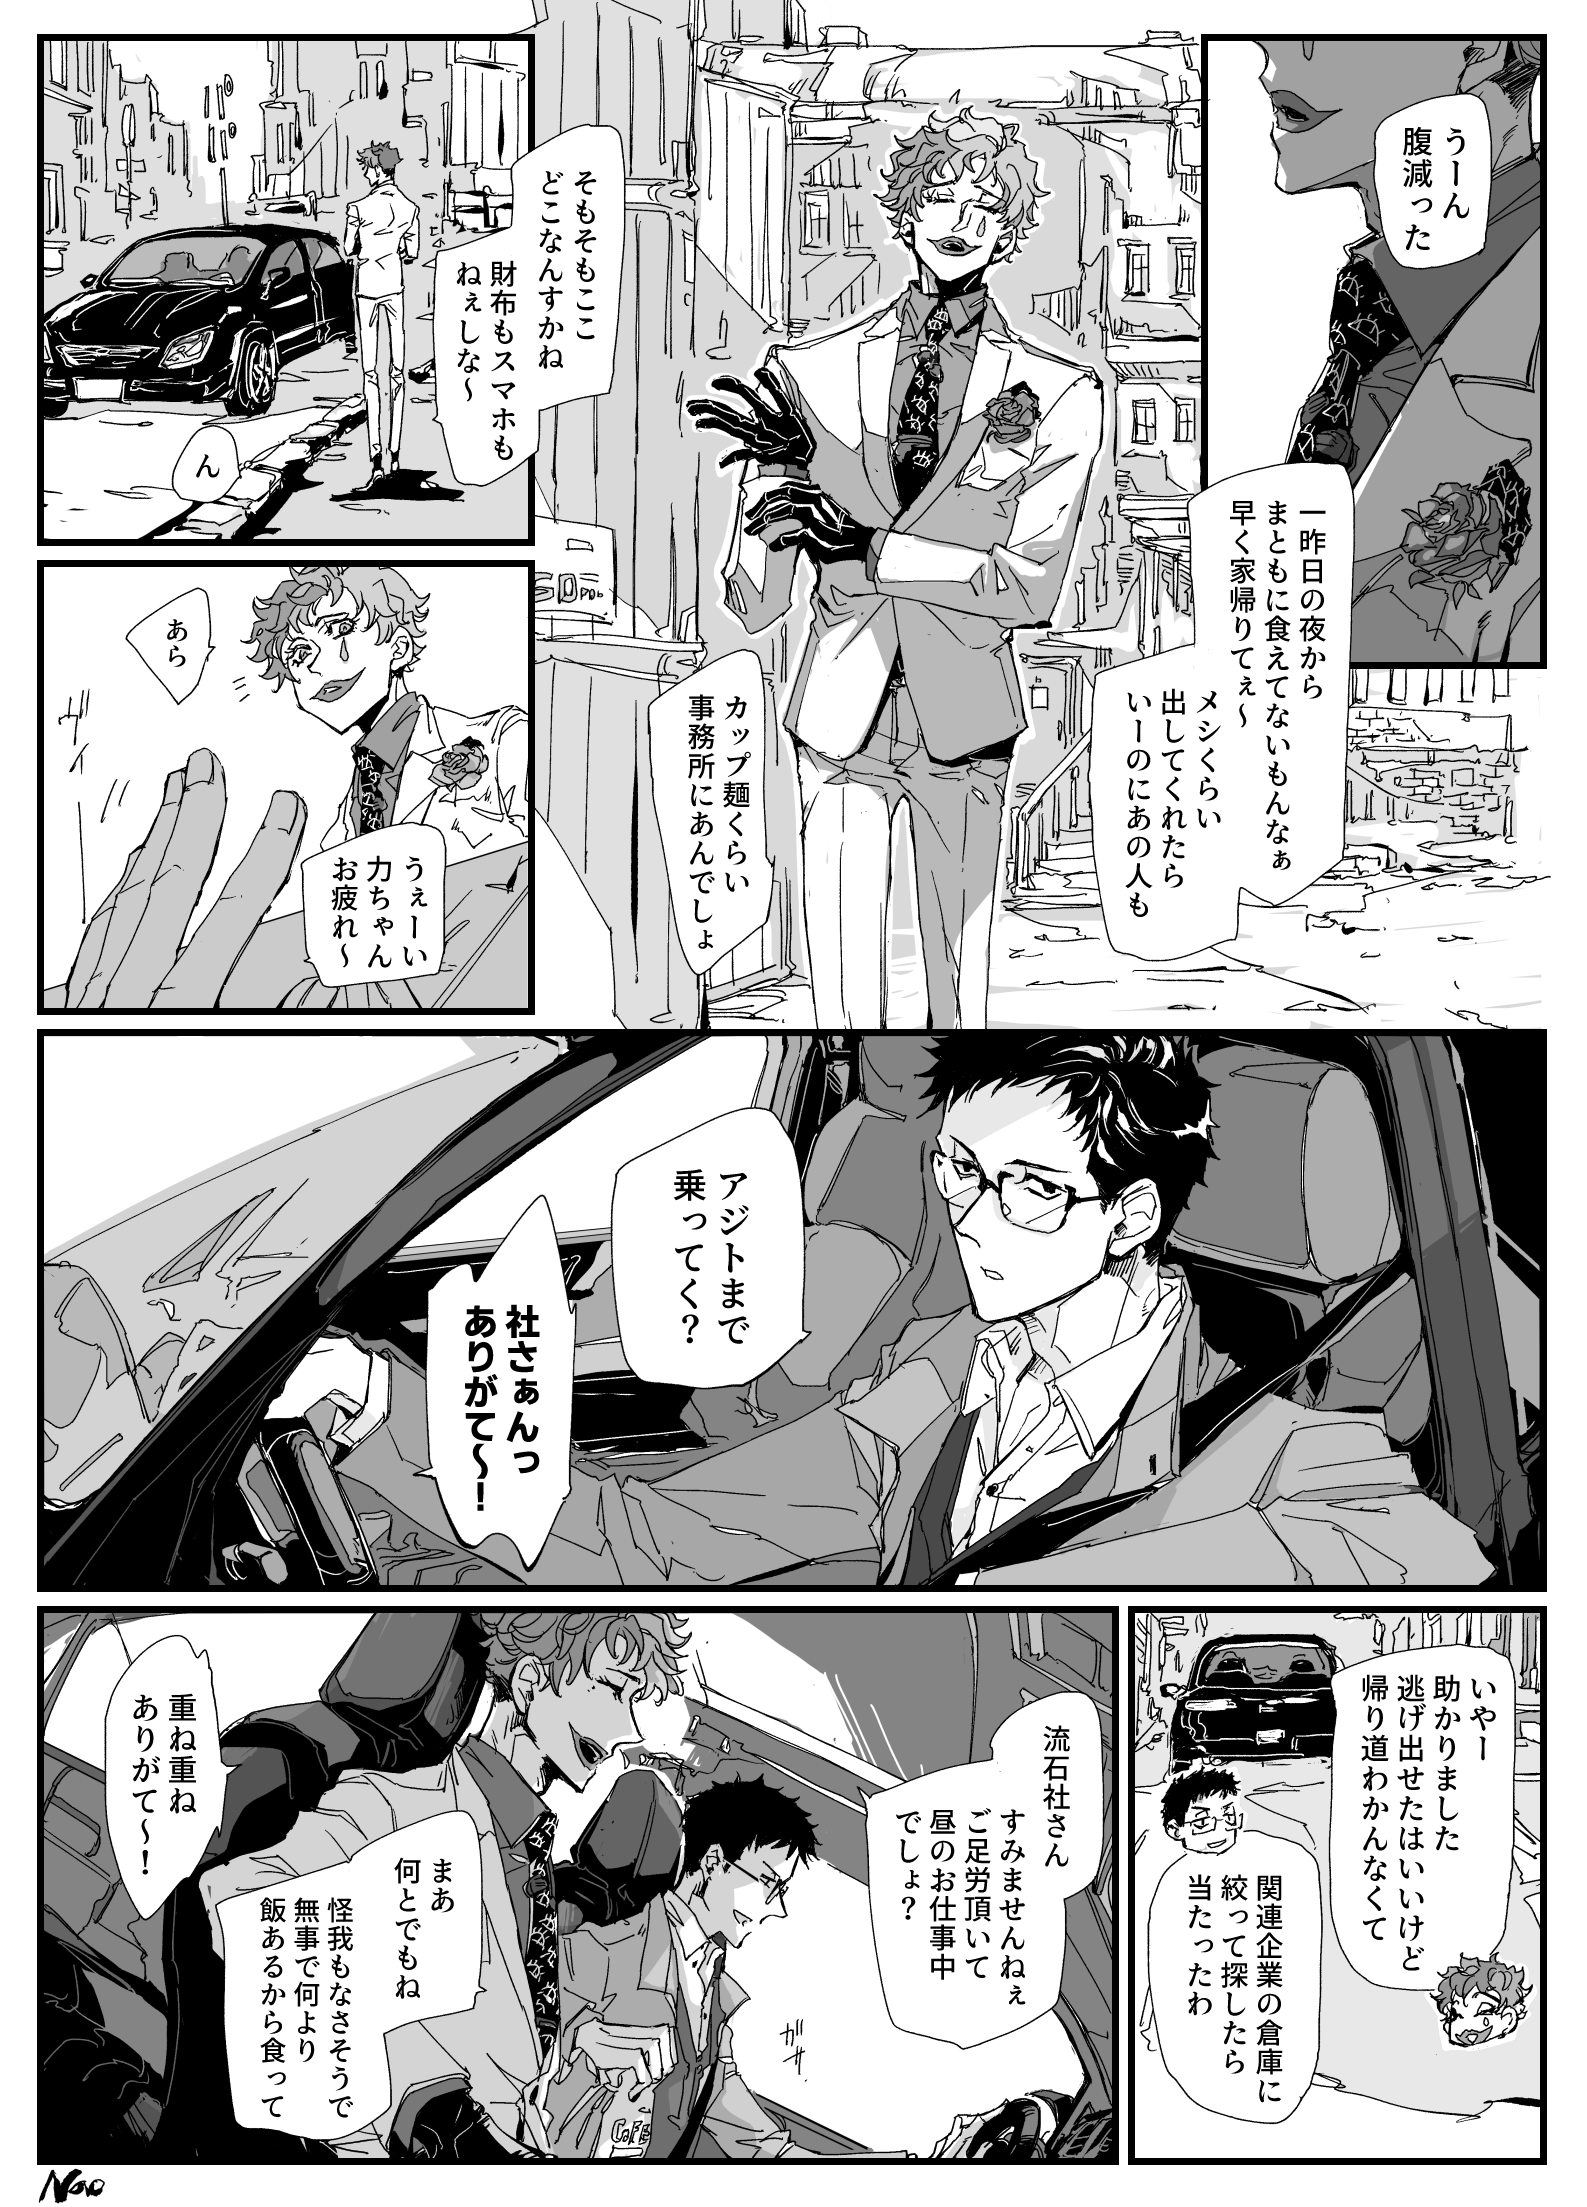 うーん
腹減った
一昨日の夜から
まともに食えてないもんなぁ
早く家帰りてぇ〜
メシくらい
出してくれたら
いーのにあの人も
カップ麺くらい
事務所にあんでしょ
そもそもここ
どこなんすかね
財布もスマホも
ねぇしな〜
ん
あら
ヴィー
うぇーい
力ちゃん
お疲れ〜
アジトまで
乗ってく?
社さぁんっ
ありがて〜!
いやー
助かりました
逃げ出せたはいいけど
帰り道わかんなくて
関連企業の倉庫に
絞って探したら
当たったわ
流石社さん
すみませんねぇ
ご足労頂いて
昼のお仕事中
でしょ?
ガサ
CAFE
まあ
何とでもね
怪我もなさそうで
無事で何より
飯あるから食って
重ね重ね
ありがて〜!
Nao